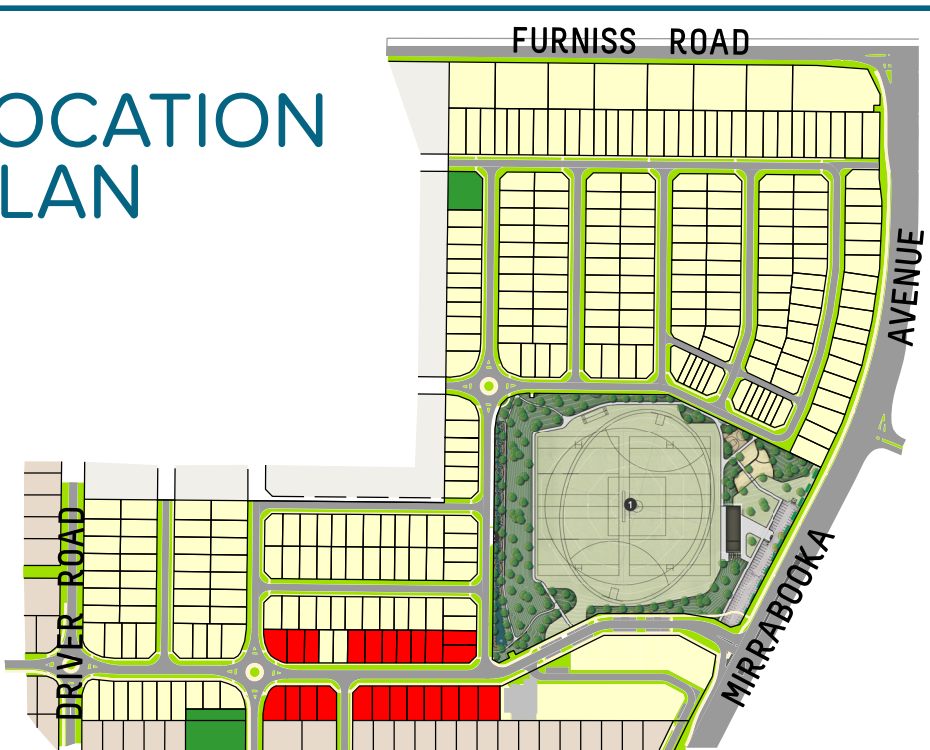 OCATION
LAN
FURNISS ROAD
AVENUE
MIRRABOOKA
DRIVER ROAD
1